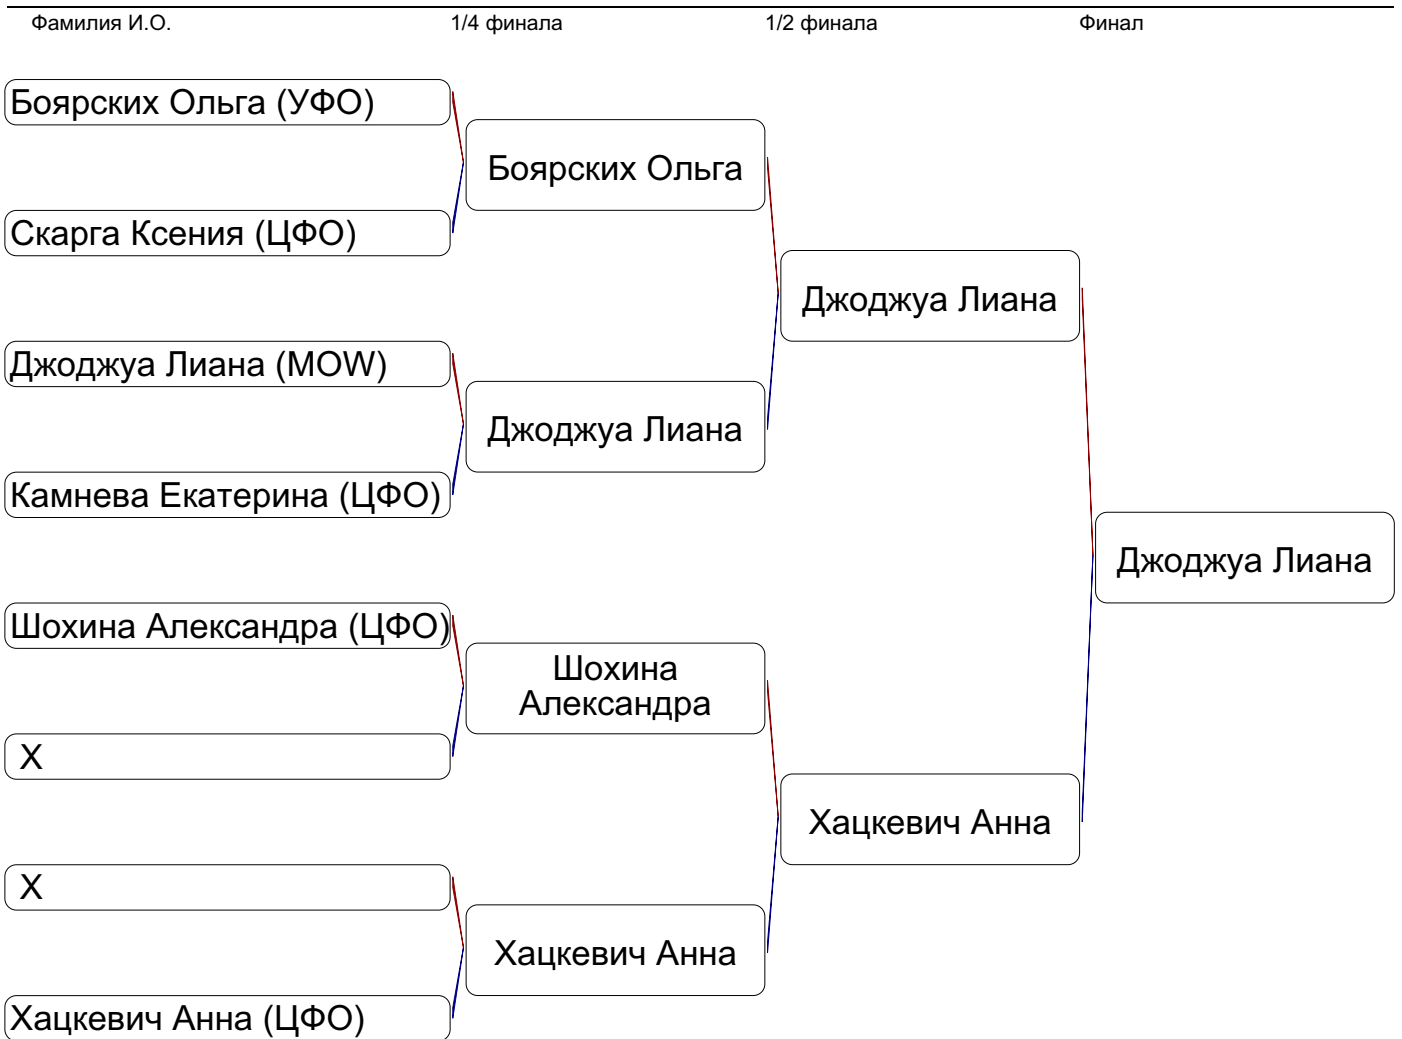 Фамилия И.О. 1/4 финала 1/2 финала Финал
Боярских Ольга (УФО)
Боярских Ольга
Скарга Ксения (ЦФО)
Джоджуа Лиана
Джоджуа Лиана (MOW)
Джоджуа Лиана
Камнева Екатерина (ЦФО)
Джоджуа Лиана
Шохина Александра (ЦФО)
Шохина
Александра
X
Хацкевич Анна
X
Хацкевич Анна
Хацкевич Анна (ЦФО)